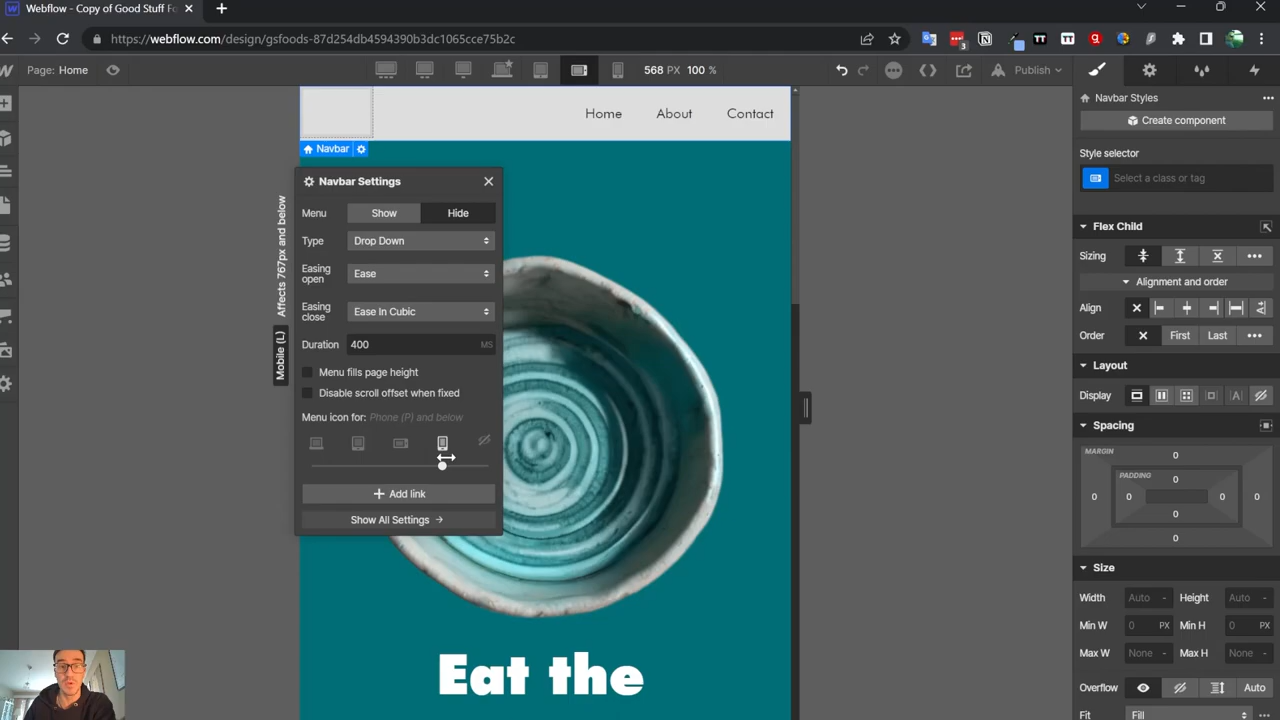 Webflow - Copy of Good Stuff Fo
https://webflow.com/design/gsfoods-87d254db4594390b3dc1065cce75b2c
3
Page: Home
568 PX 100 %
Publish
Home About Contact
Navbar
Navbar Settings
Menu Show Hide
Type Drop Down
Easing open Ease
Easing close Ease In Cubic
Duration 400 MS
Menu fills page height
Disable scroll offset when fixed
Menu icon for: Phone (P) and below
Add link
Show All Settings
Affects 767px and below
Mobile (L)
Eat the
Navbar Styles
Create component
Style selector
Select a class or tag
Flex Child
Sizing
Alignment and order
Align
Order First Last
Layout
Display
Spacing
MARGIN
0
PADDING
0
0 0 0 0
0
0
Size
Width Auto - Height Auto -
Min W 0 PX Min H 0 PX
Max W None - Max H None -
Overflow Auto
Fit Fill